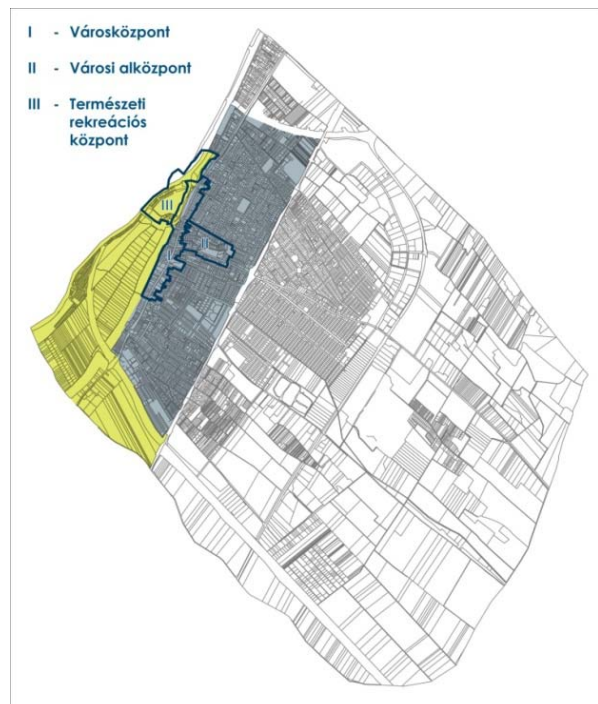 I - Városközpont
II - Városi alközpont
III - Természeti
rekreációs
központ
III
II
I